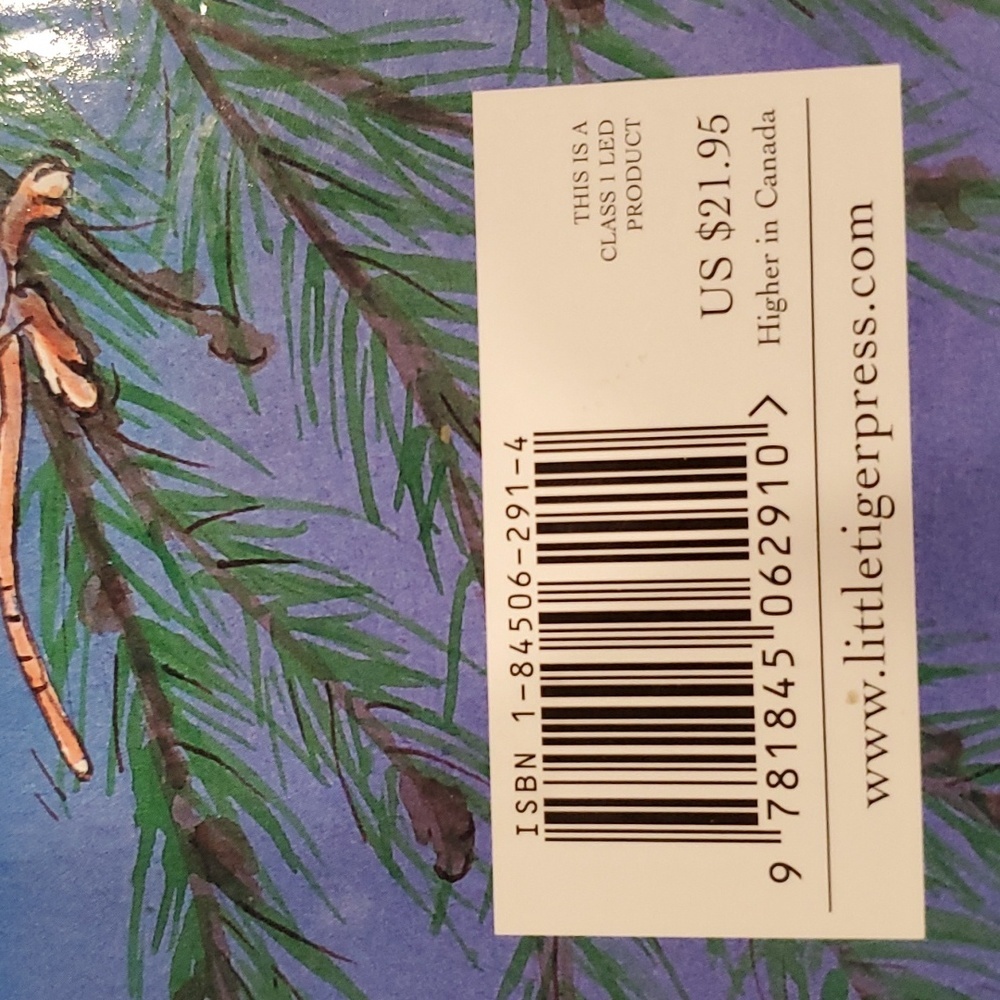 THIS IS A
CLASS 1 LED
PRODUCT
US $21.95
Higher in Canada
ISBN 1-84506-291-4
9 781845 062910 >
www.littletigerpress.com